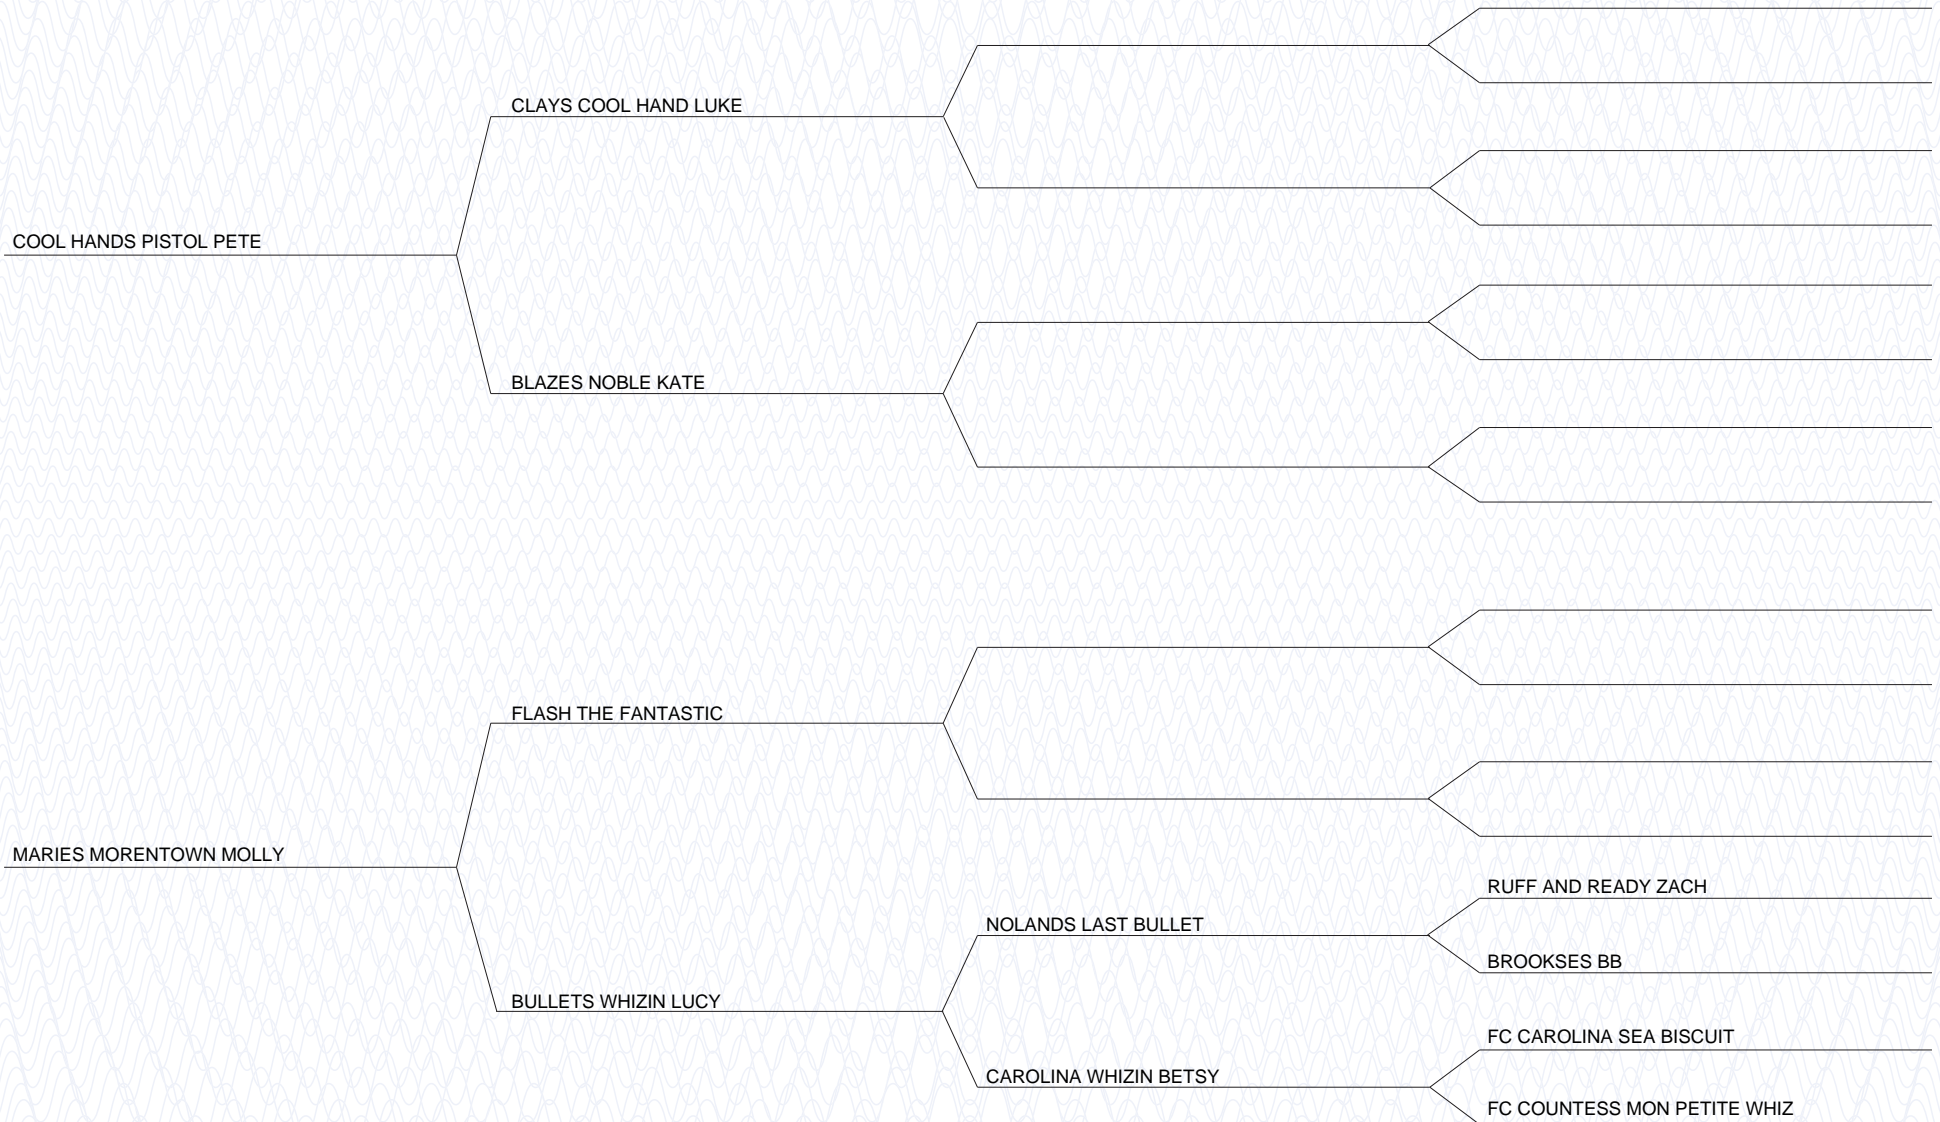 CLAYS COOL HAND LUKE
COOL HANDS PISTOL PETE
BLAZES NOBLE KATE
FLASH THE FANTASTIC
MARIES MORENTOWN MOLLY
RUFF AND READY ZACH
NOLANDS LAST BULLET
BROOKSES BB
BULLETS WHIZIN LUCY
FC CAROLINA SEA BISCUIT
CAROLINA WHIZIN BETSY
FC COUNTESS MON PETITE WHIZ